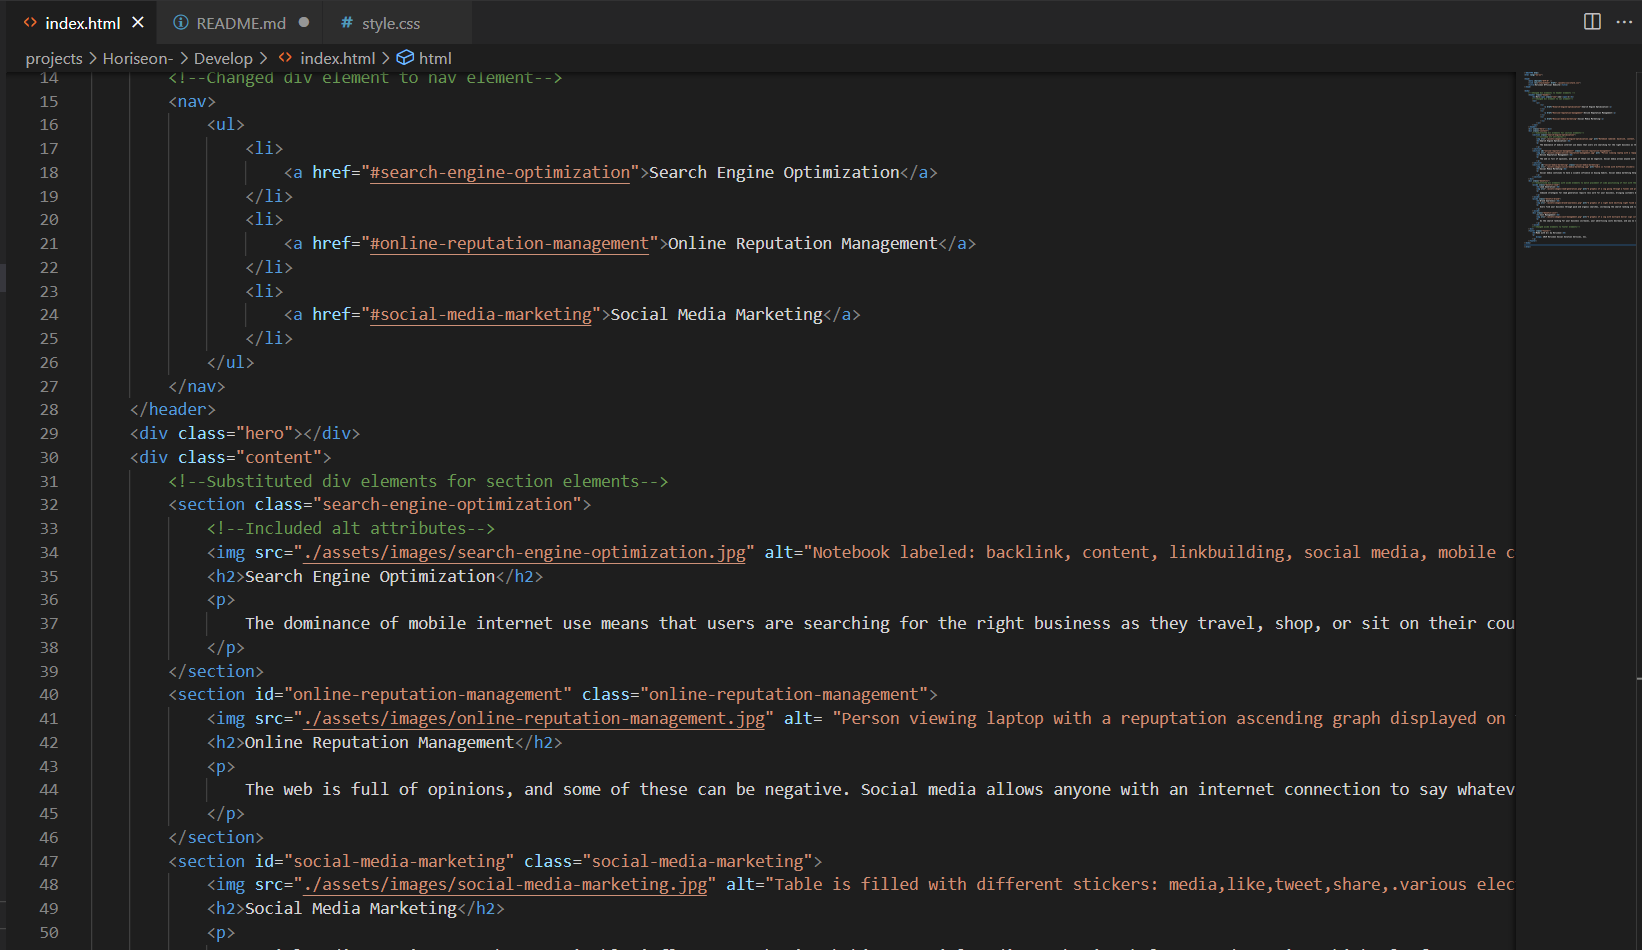 index.html
README.md
style.css
projects > Horiseon- > Develop > index.html > html
14 <!--Changed div element to nav element-->
15 <nav>
16 <ul>
17 <li>
18 <a href="#search-engine-optimization">Search Engine Optimization</a>
19 </li>
20 <li>
21 <a href="#online-reputation-management">Online Reputation Management</a>
22 </li>
23 <li>
24 <a href="#social-media-marketing">Social Media Marketing</a>
25 </li>
26 </ul>
27 </nav>
28 </header>
29 <div class="hero"></div>
30 <div class="content">
31 <!--Substituted div elements for section elements-->
32 <section class="search-engine-optimization">
33 <!--Included alt attributes-->
34 <img src="./assets/images/search-engine-optimization.jpg" alt="Notebook labeled: backlink, content, linkbuilding, social media, mobile c
35 <h2>Search Engine Optimization</h2>
36 <p>
37 The dominance of mobile internet use means that users are searching for the right business as they travel, shop, or sit on their cou
38 </p>
39 </section>
40 <section id="online-reputation-management" class="online-reputation-management">
41 <img src="./assets/images/online-reputation-management.jpg" alt= "Person viewing laptop with a repuptation ascending graph displayed on
42 <h2>Online Reputation Management</h2>
43 <p>
44 The web is full of opinions, and some of these can be negative. Social media allows anyone with an internet connection to say whatev
45 </p>
46 </section>
47 <section id="social-media-marketing" class="social-media-marketing">
48 <img src="./assets/images/social-media-marketing.jpg" alt="Table is filled with different stickers: media,like,tweet,share,.various elec
49 <h2>Social Media Marketing</h2>
50 <p>